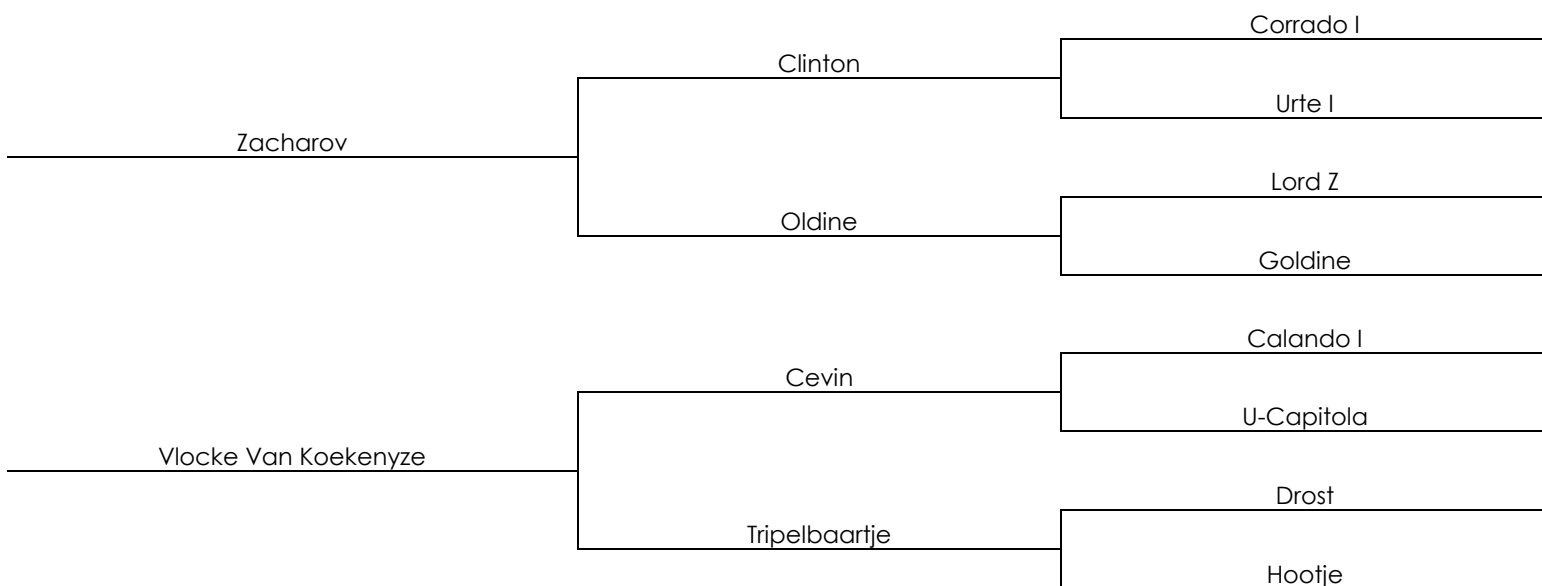 Corrado I
Clinton
Urte I
Zacharov
Lord Z
Oldine
Goldine
Calando I
Cevin
U-Capitola
Vlocke Van Koekenyze
Drost
Tripelbaartje
Hootje